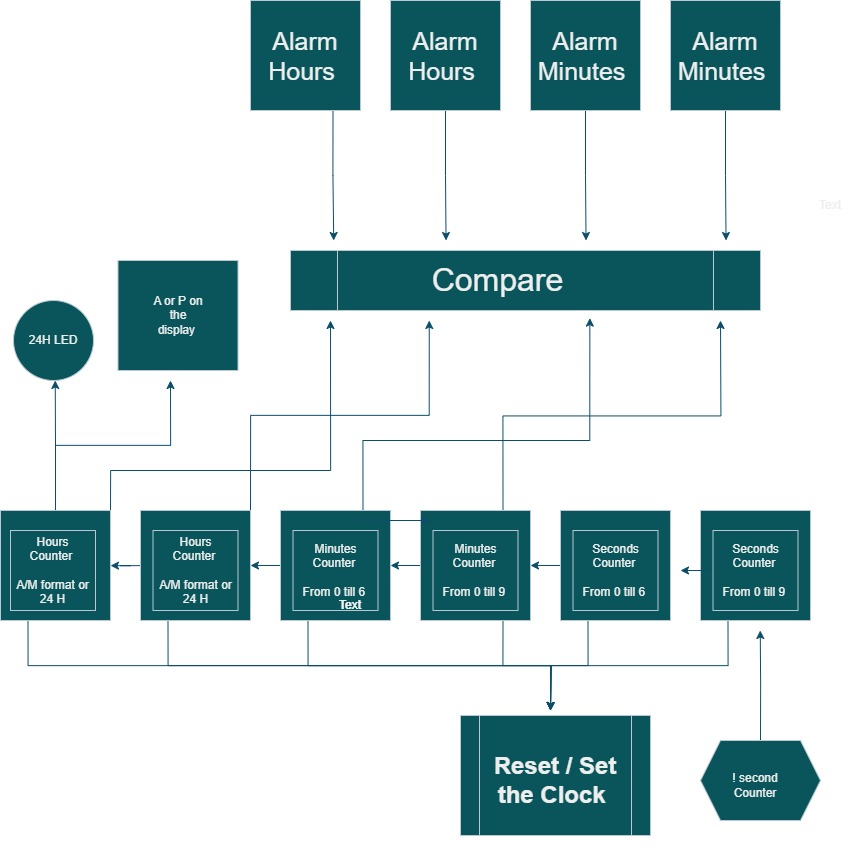 Alarm
Hours
Alarm
Hours
Alarm
Minutes
Alarm
Minutes
Text
Compare
24H LED
A or P on
the
display
Hours
Counter
A/M format or
24 H
Hours
Counter
A/M format or
24 H
Minutes
Counter
From 0 till 6
Text
Minutes
Counter
From 0 till 9
Seconds
Counter
From 0 till 6
Seconds
Counter
From 0 till 9
Reset / Set
the Clock
! second
Counter